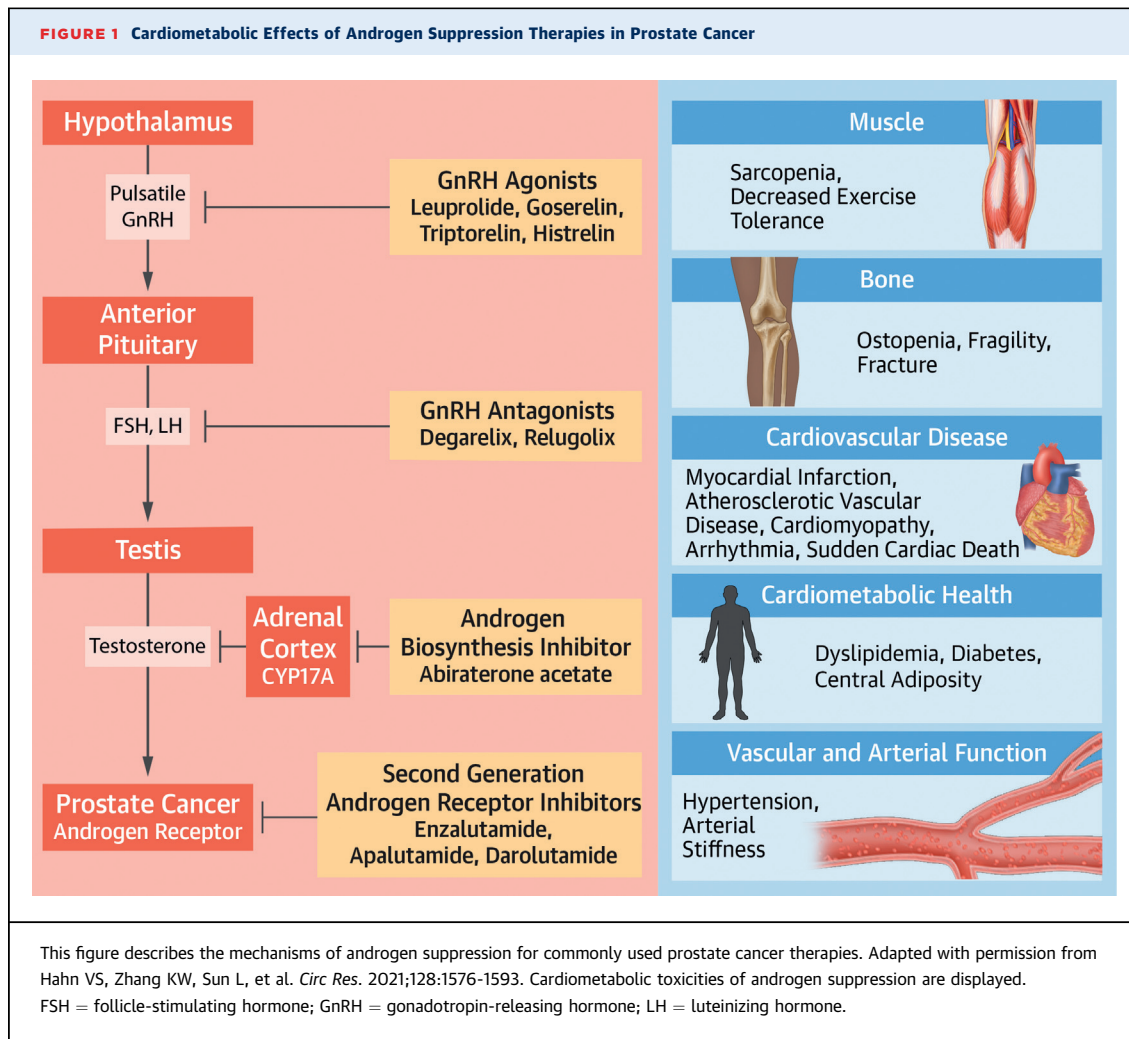 FIGURE 1 Cardiometabolic Effects of Androgen Suppression Therapies in Prostate Cancer
Hypothalamus
Pulsatile
GnRH
GnRH Agonists
Leuprolide, Goserelin,
Triptorelin, Histrelin
Anterior
Pituitary
FSH, LH
GnRH Antagonists
Degarelix, Relugolix
Testis
Testosterone
Adrenal
Cortex
CYP17A
Androgen
Biosynthesis Inhibitor
Abiraterone acetate
Prostate Cancer
Androgen Receptor
Second Generation
Androgen Receptor Inhibitors
Enzalutamide,
Apalutamide, Darolutamide
Muscle
Sarcopenia,
Decreased Exercise
Tolerance
Bone
Ostopenia, Fragility,
Fracture
Cardiovascular Disease
Myocardial Infarction,
Atherosclerotic Vascular
Disease, Cardiomyopathy,
Arrhythmia, Sudden Cardiac Death
Cardiometabolic Health
Dyslipidemia, Diabetes,
Central Adiposity
Vascular and Arterial Function
Hypertension,
Arterial
Stiffness
This figure describes the mechanisms of androgen suppression for commonly used prostate cancer therapies. Adapted with permission from
Hahn VS, Zhang KW, Sun L, et al. Circ Res. 2021;128:1576-1593. Cardiometabolic toxicities of androgen suppression are displayed.
FSH = follicle-stimulating hormone; GnRH = gonadotropin-releasing hormone; LH = luteinizing hormone.